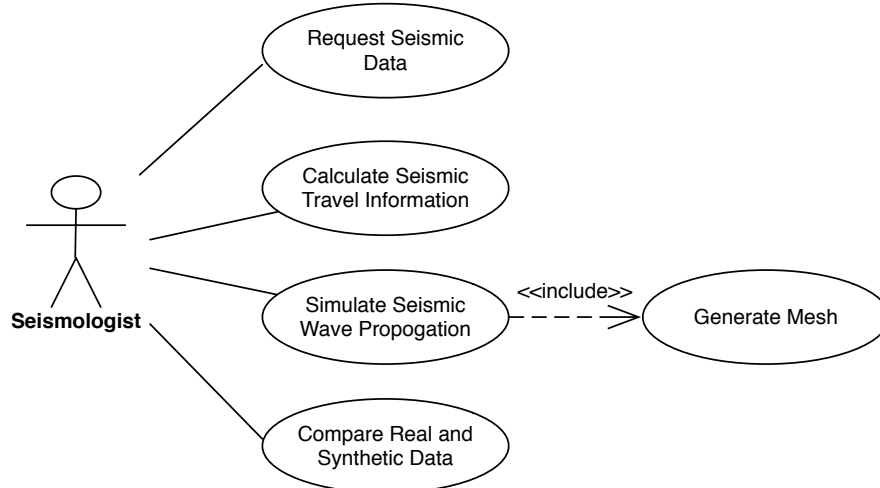 Request Seismic
Data
Calculate Seismic
Travel Information
Seismologist
Simulate Seismic
Wave Propogation
<<include>>
Generate Mesh
Compare Real and
Synthetic Data